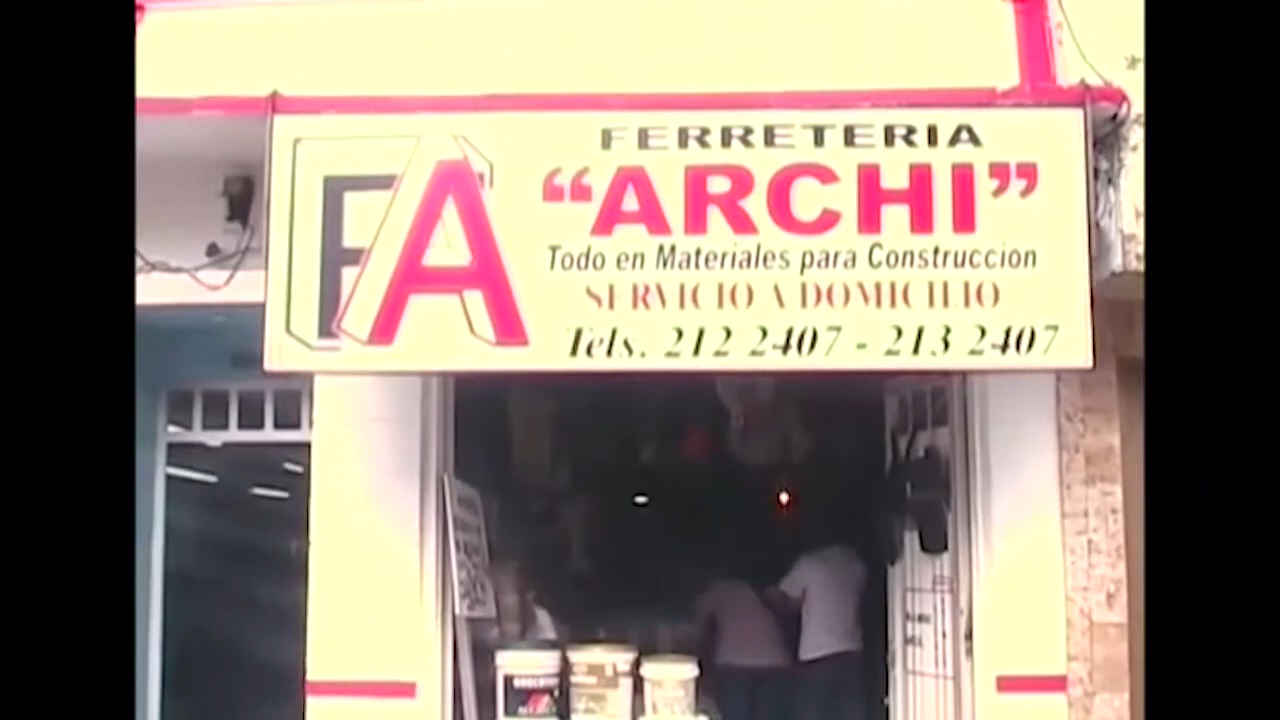 FA
FERRETERIA
“ARCHI”
Todo en Materiales para Construccion
SERVICIO A DOMICILIO
Tels. 212 2407 - 213 2407